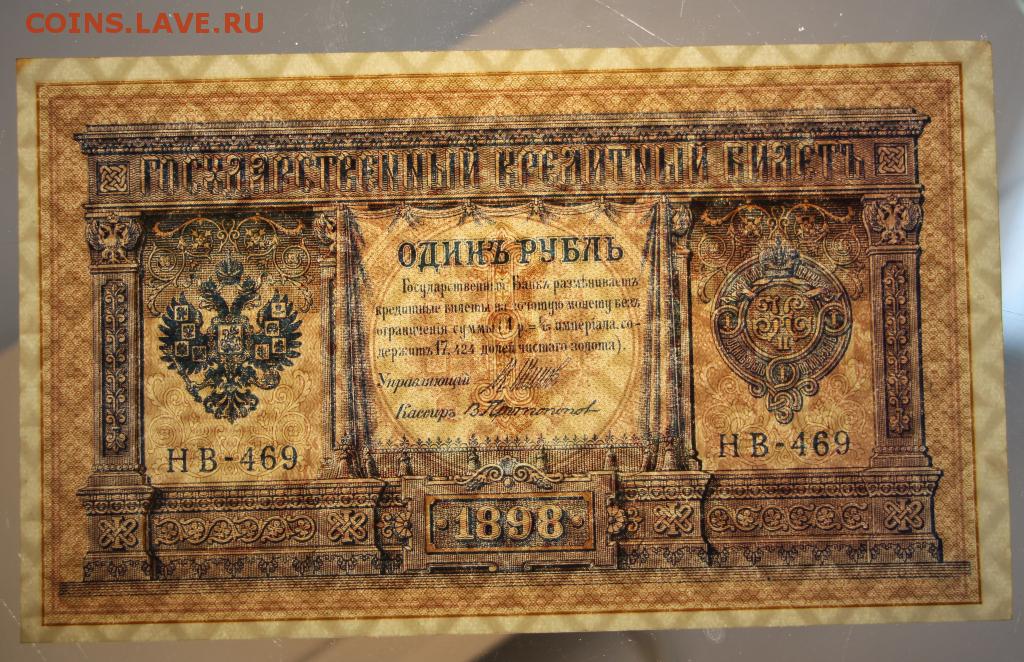 COINS.LAVE.RU
ГОСУДАРСТВЕННЫЙ КРЕДИТНЫЙ БИЛЕТЪ
ОДИНЪ РУБЛЬ
Государственный Банкъ размѣниваетъ
кредитные билеты на золотую монету безъ
ограниченія суммы (1 р.= 1/15 имперіала, со-
держитъ 17,424 долей чистаго золота).
Управляющій
Кассиръ В Протопопов
НВ-469
НВ-469
1898